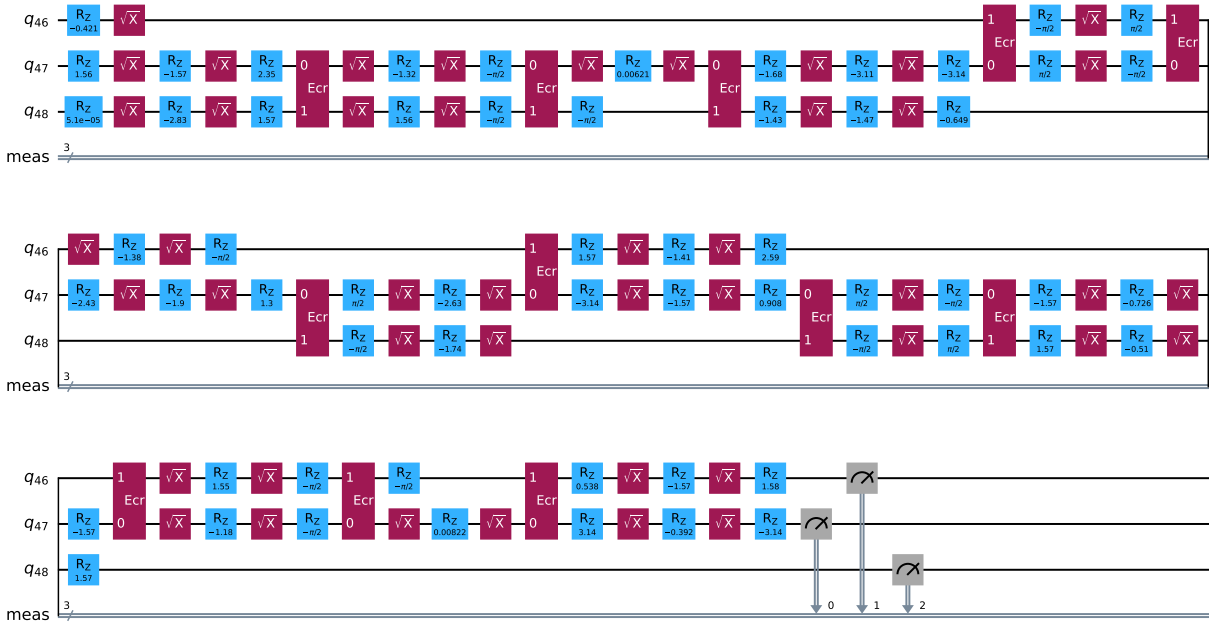 q46 RZ −0.421 √X 1 Ecr RZ −π/2 √X RZ π/2 1 Ecr
q47 RZ 1.56 √X RZ −1.57 √X RZ 2.35 0 Ecr √X RZ −1.32 √X RZ −π/2 0 Ecr √X RZ 0.00621 √X 0 Ecr RZ −1.68 √X RZ −3.11 √X RZ −3.14 0 RZ π/2 √X RZ −π/2 0
q48 RZ 5.1e−05 √X RZ −2.83 √X RZ 1.57 1 √X RZ 1.56 √X RZ −π/2 1 RZ −π/2 1 RZ −1.43 √X RZ −1.47 √X RZ −0.649
meas 3
q46 √X RZ −1.38 √X RZ −π/2 1 Ecr RZ 1.57 √X RZ −1.41 √X RZ 2.59
q47 RZ −2.43 √X RZ −1.9 √X RZ 1.3 0 Ecr RZ π/2 √X RZ −2.63 √X 0 RZ −3.14 √X RZ −1.57 √X RZ 0.908 0 Ecr RZ π/2 √X RZ −π/2 0 Ecr RZ −1.57 √X RZ −0.726 √X
q48 1 RZ −π/2 √X RZ −1.74 √X 1 RZ −π/2 √X RZ π/2 1 RZ 1.57 √X RZ −0.51 √X
meas 3
q46 1 Ecr √X RZ 1.55 √X RZ −π/2 1 Ecr RZ −π/2 1 Ecr RZ 0.538 √X RZ −1.57 √X RZ 1.58
q47 RZ −1.57 0 √X RZ −1.18 √X RZ −π/2 0 √X RZ 0.00822 √X 0 RZ 3.14 √X RZ −0.392 √X RZ −3.14
q48 RZ 1.57
meas 3 0 1 2